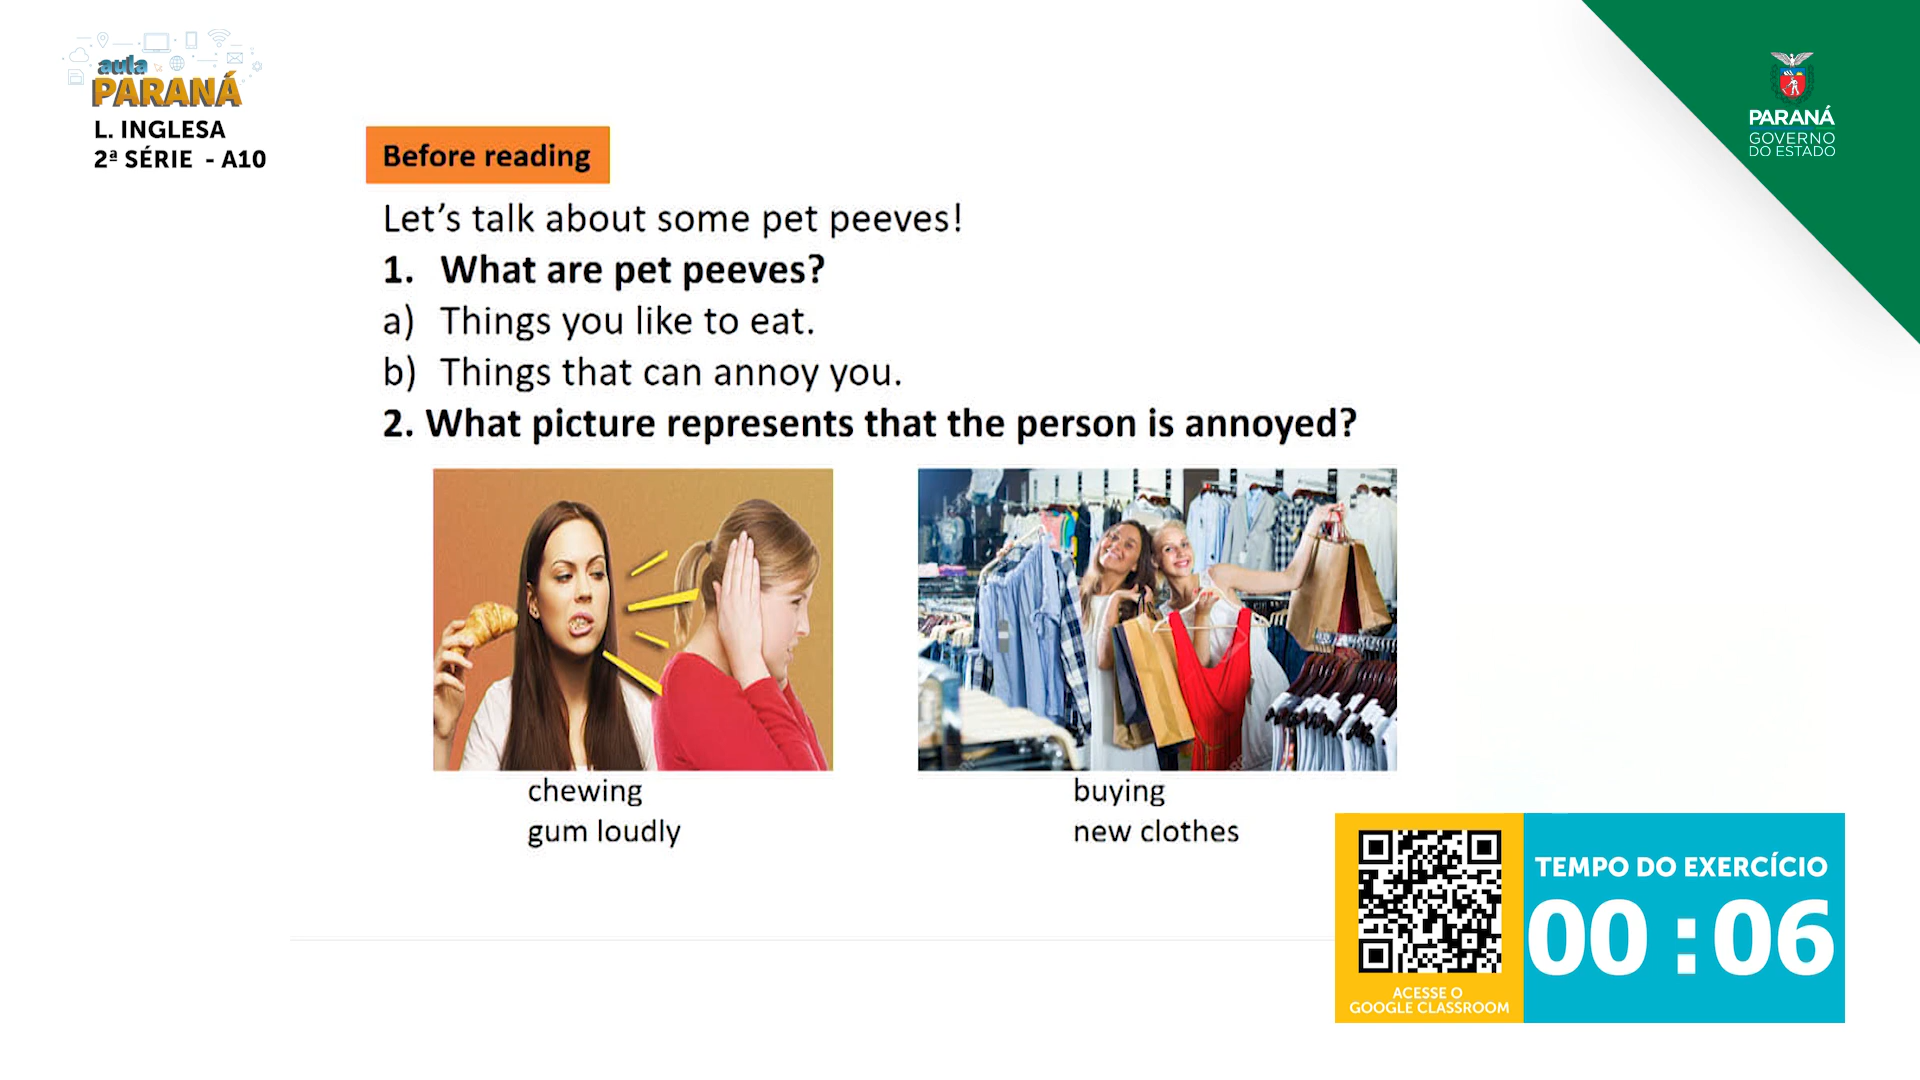 aula
PARANÁ
L. INGLESA
2ª SÉRIE - A10
PARANÁ
GOVERNO
DO ESTADO
Before reading
Let’s talk about some pet peeves!
1. What are pet peeves?
a) Things you like to eat.
b) Things that can annoy you.
2. What picture represents that the person is annoyed?
chewing
gum loudly
buying
new clothes
TEMPO DO EXERCÍCIO
00 : 06
ACESSE O
GOOGLE CLASSROOM